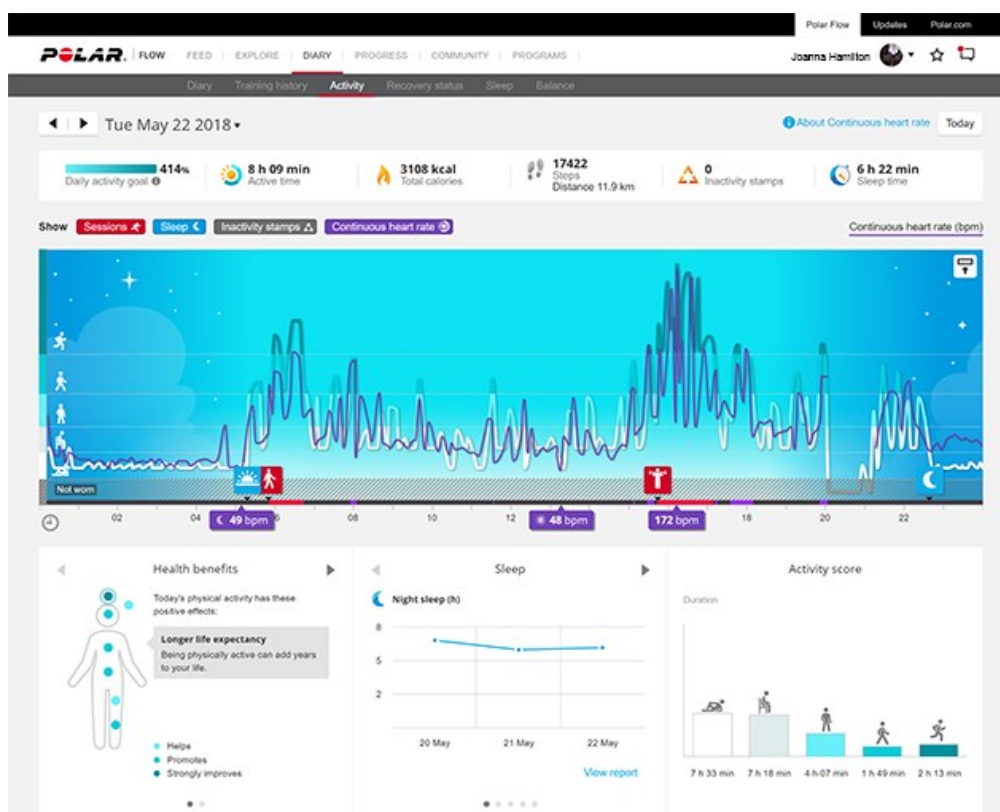 Polar Flow Updates Polar.com
POLAR. FLOW FEED EXPLORE DIARY PROGRESS COMMUNITY PROGRAMS Joanna Hamilton
Diary Training history Activity Recovery status Sleep Balance
Tue May 22 2018 About Continuous heart rate Today
414%
Daily activity goal
8 h 09 min
Active time
3108 kcal
Total calories
17422
Steps
Distance 11.9 km
0
Inactivity stamps
6 h 22 min
Sleep time
Show Sessions Sleep Inactivity stamps Continuous heart rate Continuous heart rate (bpm)
Not worn
02 04 6 08 10 12 18 20 22
49 bpm 48 bpm 172 bpm
Health benefits
Today's physical activity has these
positive effects:
Longer life expectancy
Being physically active can add years
to your life.
Helps
Promotes
Strongly improves
Sleep
Night sleep (h)
8
5
2
20 May 21 May 22 May
View report
Activity score
Duration
7 h 33 min 7 h 18 min 4 h 07 min 1 h 49 min 2 h 13 min